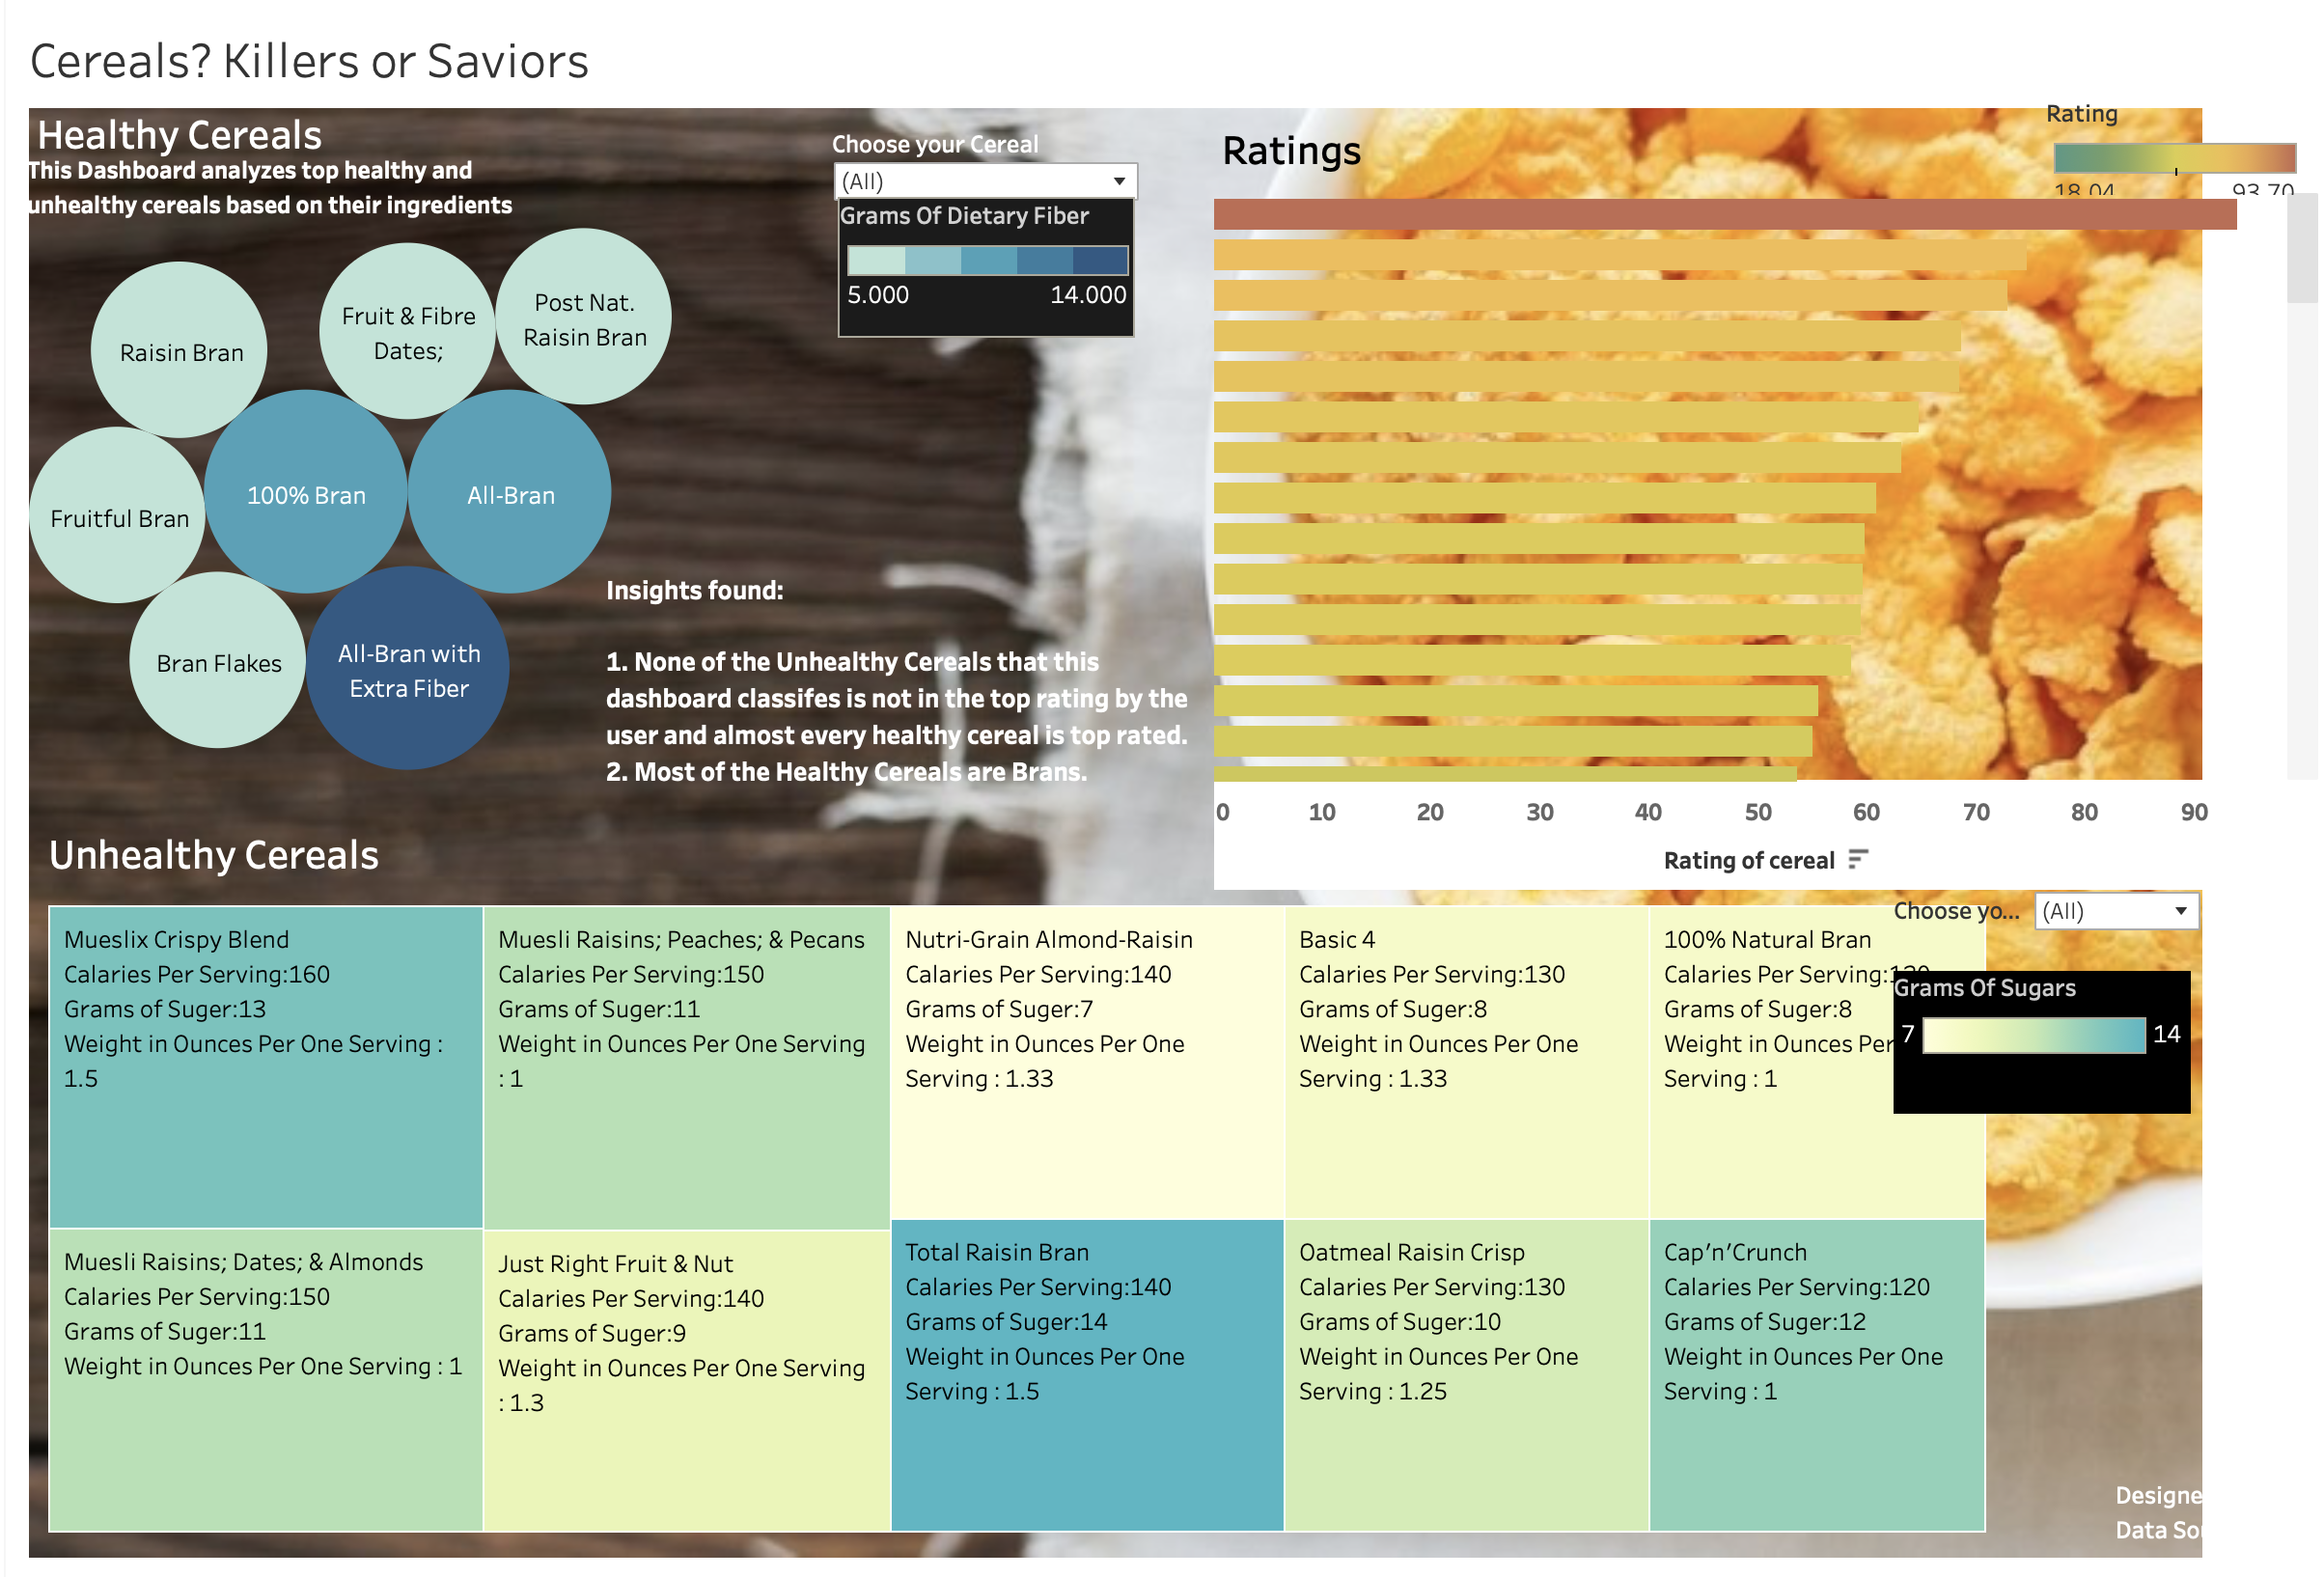 Cereals? Killers or Saviors
Healthy Cereals
This Dashboard analyzes top healthy and
unhealthy cereals based on their ingredients
Choose your Cereal
(All)
Grams Of Dietary Fiber
5.000 14.000
Raisin Bran
Fruit & Fibre
Dates;
Post Nat.
Raisin Bran
Fruitful Bran
100% Bran
All-Bran
Bran Flakes
All-Bran with
Extra Fiber
Insights found:
1. None of the Unhealthy Cereals that this
dashboard classifes is not in the top rating by the
user and almost every healthy cereal is top rated.
2. Most of the Healthy Cereals are Brans.
Ratings
Rating
18.04 93.70
0 10 20 30 40 50 60 70 80 90
Rating of cereal
Unhealthy Cereals
Mueslix Crispy Blend
Calaries Per Serving:160
Grams of Suger:13
Weight in Ounces Per One Serving :
1.5
Muesli Raisins; Peaches; & Pecans
Calaries Per Serving:150
Grams of Suger:11
Weight in Ounces Per One Serving
: 1
Nutri-Grain Almond-Raisin
Calaries Per Serving:140
Grams of Suger:7
Weight in Ounces Per One
Serving : 1.33
Basic 4
Calaries Per Serving:130
Grams of Suger:8
Weight in Ounces Per One
Serving : 1.33
100% Natural Bran
Calaries Per Serving:
Grams of Suger:8
Weight in Ounces Per
Serving : 1
Choose yo...
(All)
Grams Of Sugars
7 14
Muesli Raisins; Dates; & Almonds
Calaries Per Serving:150
Grams of Suger:11
Weight in Ounces Per One Serving : 1
Just Right Fruit & Nut
Calaries Per Serving:140
Grams of Suger:9
Weight in Ounces Per One Serving
: 1.3
Total Raisin Bran
Calaries Per Serving:140
Grams of Suger:14
Weight in Ounces Per One
Serving : 1.5
Oatmeal Raisin Crisp
Calaries Per Serving:130
Grams of Suger:10
Weight in Ounces Per One
Serving : 1.25
Cap'n'Crunch
Calaries Per Serving:120
Grams of Suger:12
Weight in Ounces Per One
Serving : 1
Designe
Data So